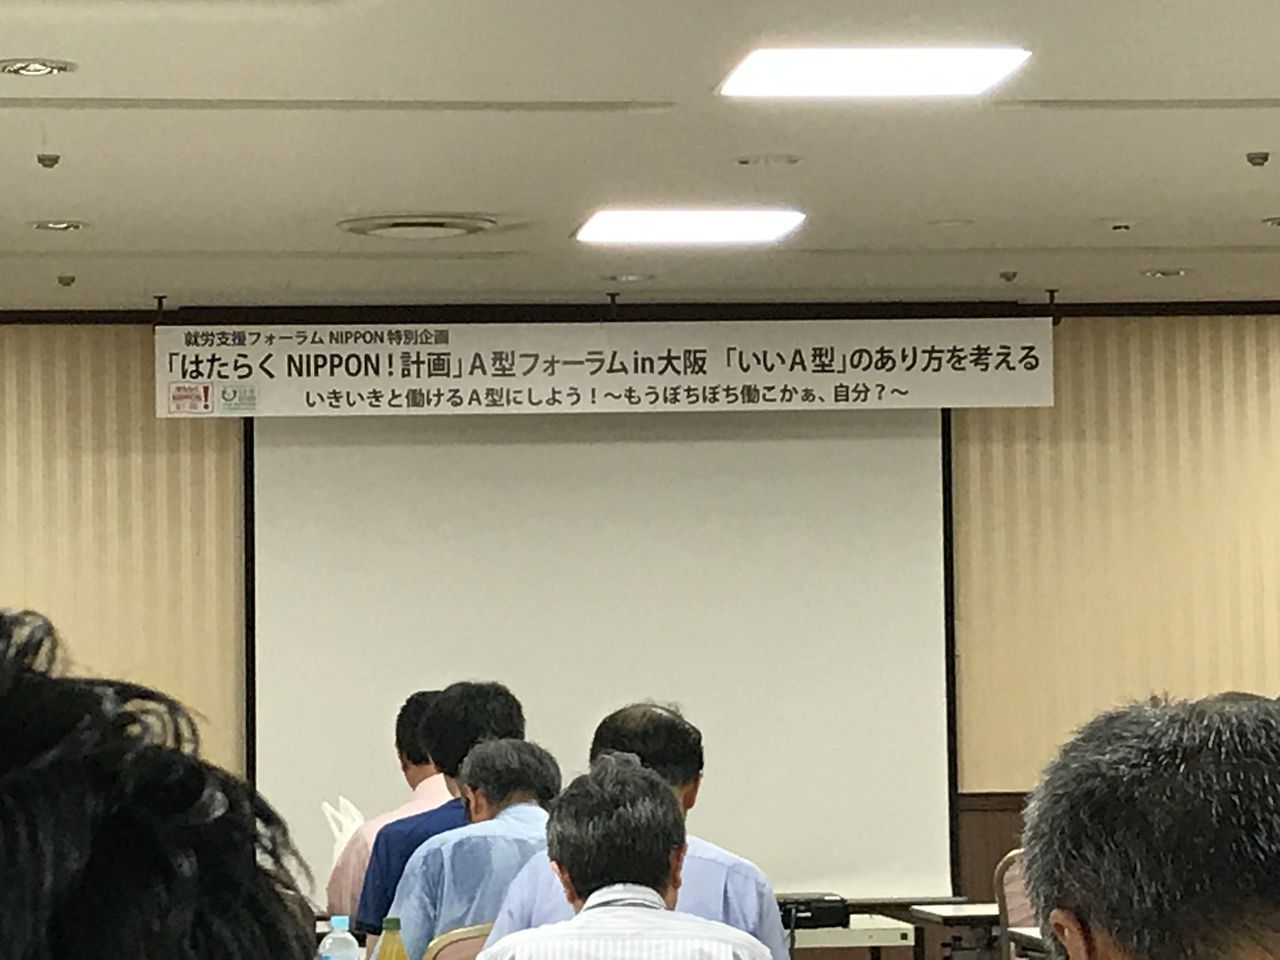 就労支援フォーラム NIPPON 特別企画
「はたらく NIPPON！計画」A型フォーラム in 大阪 「いいA型」のあり方を考える
いきいきと働けるA型にしよう！〜もうぼちぼち働こかぁ、自分？〜